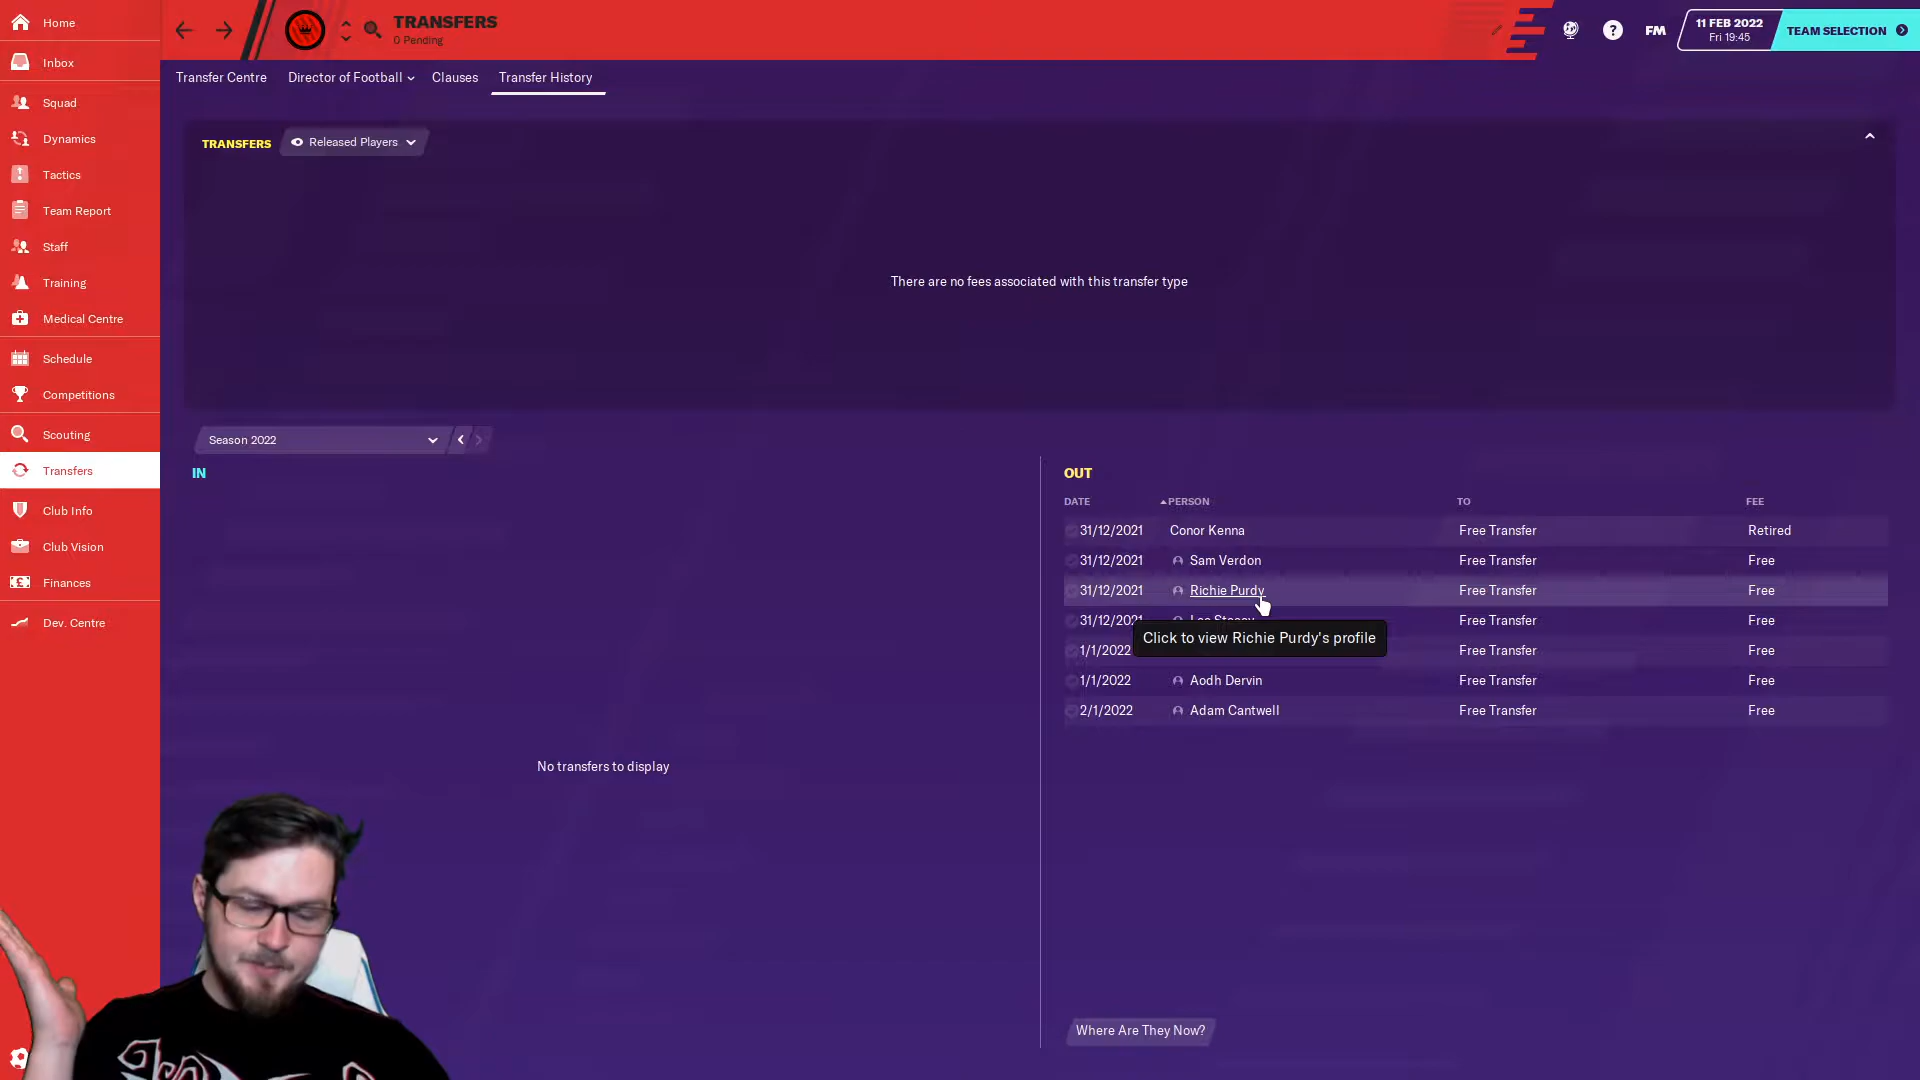 Home
Inbox
Squad
Dynamics
Tactics
Team Report
Staff
Training
Medical Centre
Schedule
Competitions
Scouting
Transfers
Club Info
Club Vision
Finances
Dev. Centre
TRANSFERS
0 Pending
FM
11 FEB 2022
Fri 19:45
TEAM SELECTION
Transfer Centre Director of Football Clauses Transfer History
TRANSFERS Released Players
There are no fees associated with this transfer type
Season 2022
IN
No transfers to display
OUT
DATE PERSON TO FEE
31/12/2021 Conor Kenna Free Transfer Retired
31/12/2021 Sam Verdon Free Transfer Free
31/12/2021 Richie Purdy Free Transfer Free
31/12/2021 Free Transfer Free
Click to view Richie Purdy's profile
1/1/2022 Free Transfer Free
1/1/2022 Aodh Dervin Free Transfer Free
2/1/2022 Adam Cantwell Free Transfer Free
Where Are They Now?